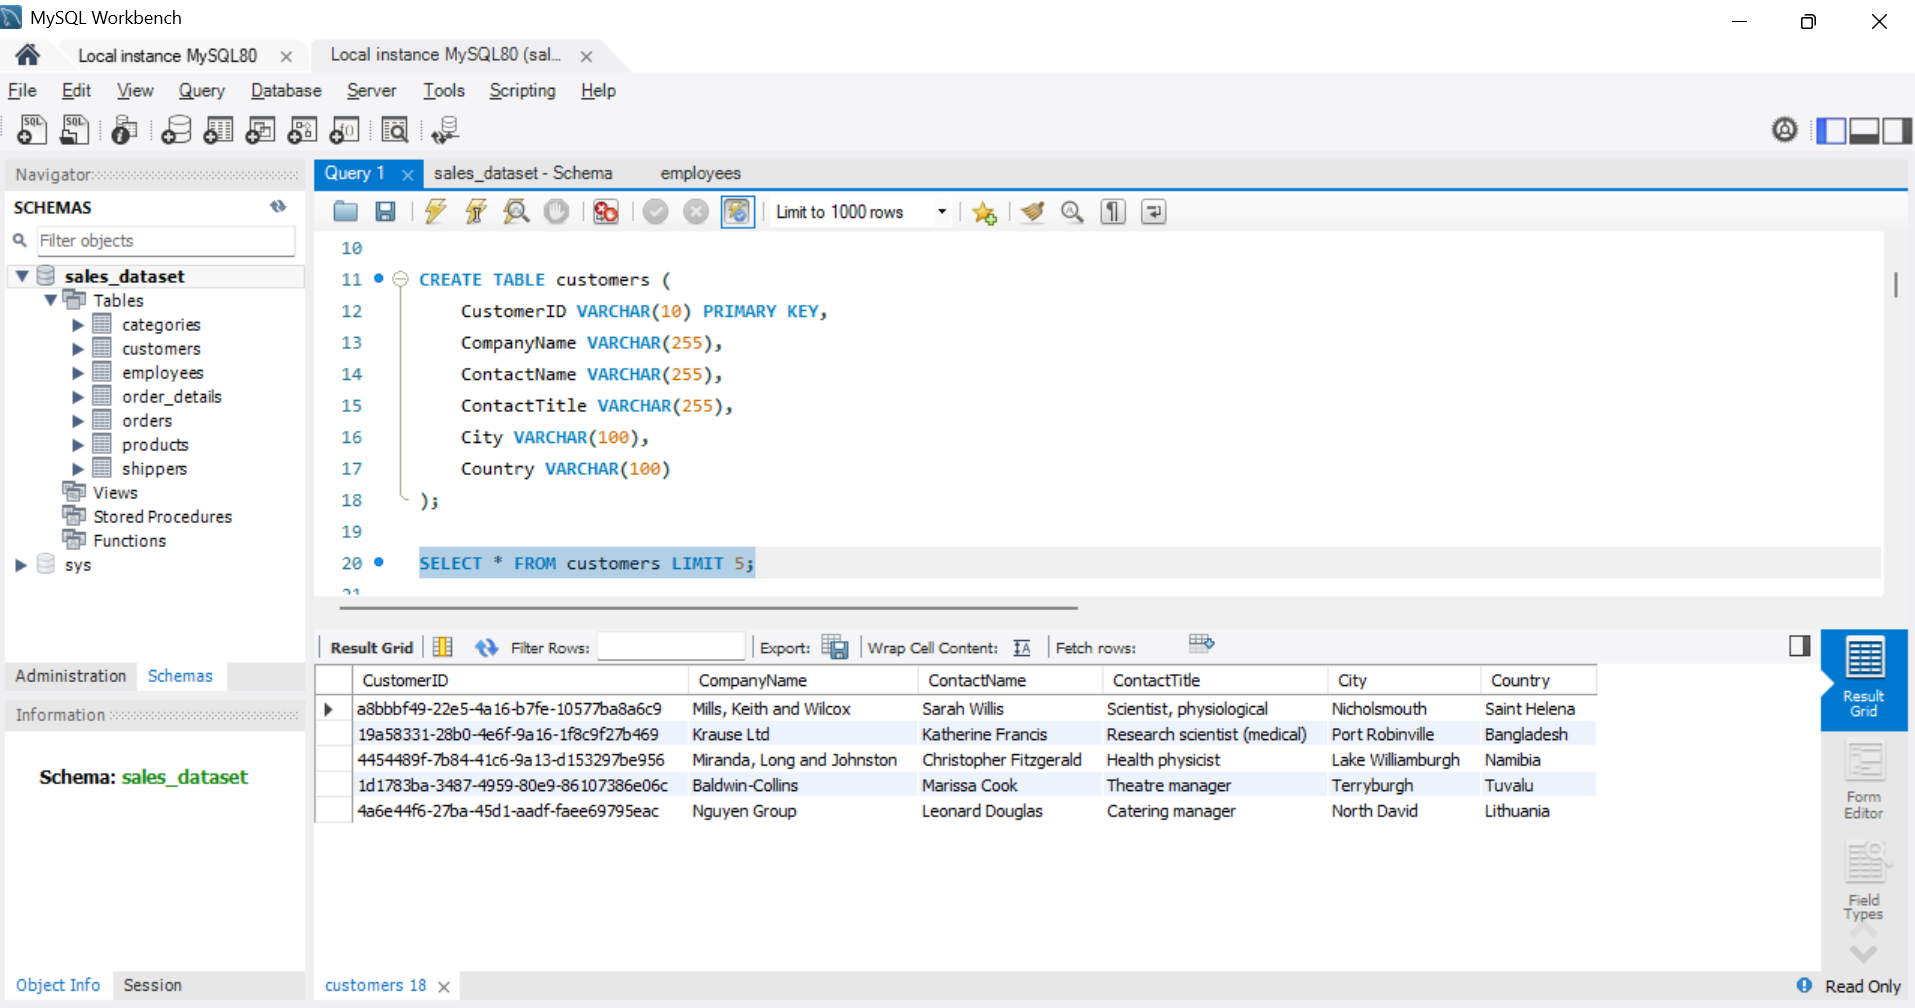 MySQL Workbench
Local instance MySQL80
Local instance MySQL80 (sal...
File Edit View Query Database Server Tools Scripting Help
Navigator
SCHEMAS
Filter objects
sales_dataset
Tables
categories
customers
employees
order_details
orders
products
shippers
Views
Stored Procedures
Functions
sys
Administration Schemas
Information
Schema: sales_dataset
Object Info Session
Query 1 sales_dataset - Schema employees
Limit to 1000 rows
10
11 CREATE TABLE customers (
12 CustomerID VARCHAR(10) PRIMARY KEY,
13 CompanyName VARCHAR(255),
14 ContactName VARCHAR(255),
15 ContactTitle VARCHAR(255),
16 City VARCHAR(100),
17 Country VARCHAR(100)
18 );
19
20 SELECT * FROM customers LIMIT 5;
21
Result Grid Filter Rows: Export: Wrap Cell Content: Fetch rows:
CustomerID CompanyName ContactName ContactTitle City Country
a8bbbf49-22e5-4a16-b7fe-10577ba8a6c9 Mills, Keith and Wilcox Sarah Willis Scientist, physiological Nicholsmouth Saint Helena
19a58331-28b0-4e6f-9a16-1f8c9f27b469 Krause Ltd Katherine Francis Research scientist (medical) Port Robinville Bangladesh
4454489f-7b84-41c6-9a13-d153297be956 Miranda, Long and Johnston Christopher Fitzgerald Health physicist Lake Williamburgh Namibia
1d1783ba-3487-4959-80e9-86107386e06c Baldwin-Collins Marissa Cook Theatre manager Terryburgh Tuvalu
4a6e44f6-27ba-45d1-aadf-faee69795eac Nguyen Group Leonard Douglas Catering manager North David Lithuania
Result
Grid
Form
Editor
Field
Types
customers 18
Read Only